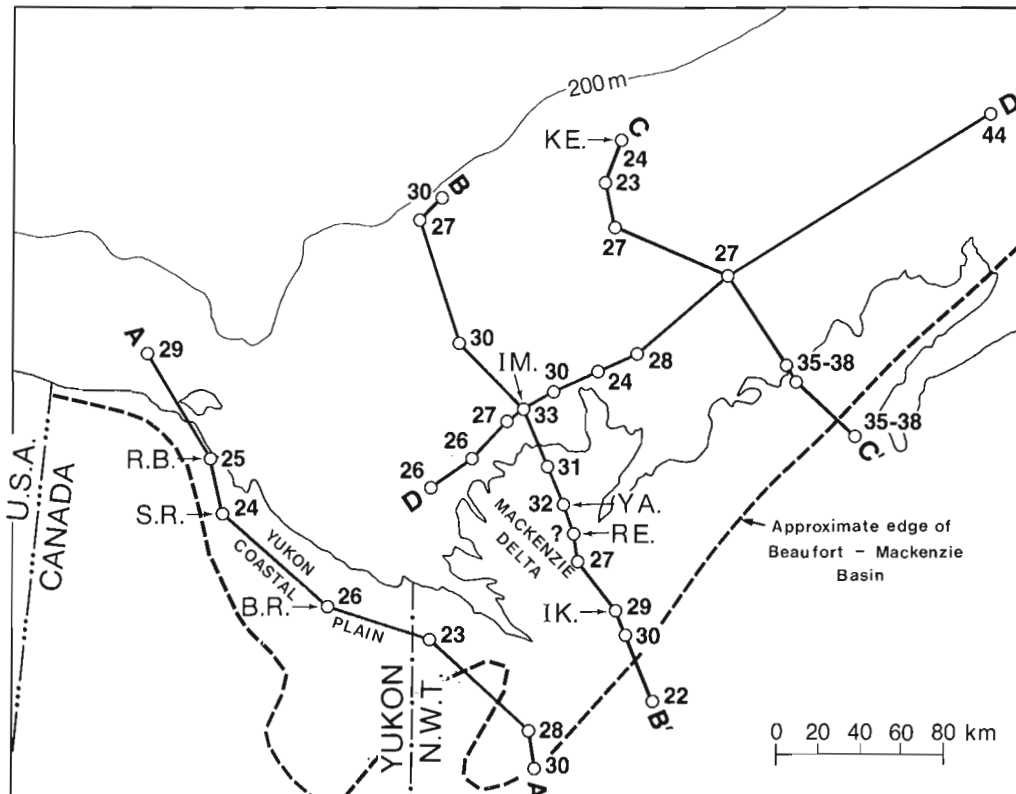 200 m
C
KE.
24
23
27
D
44
30
B
27
27
30
A
29
IM.
30
24
28
33
27
26
26
D
35-38
35-38
C'
R.B.
25
S.R.
24
31
32
YA.
?
RE.
27
MACKENZIE
DELTA
Approximate edge of
Beaufort – Mackenzie
Basin
U.S.A.
CANADA
YUKON
COASTAL
PLAIN
B.R.
26
23
IK.
29
30
22
B'
YUKON
N.W.T.
28
30
A
0 20 40 60 80 km